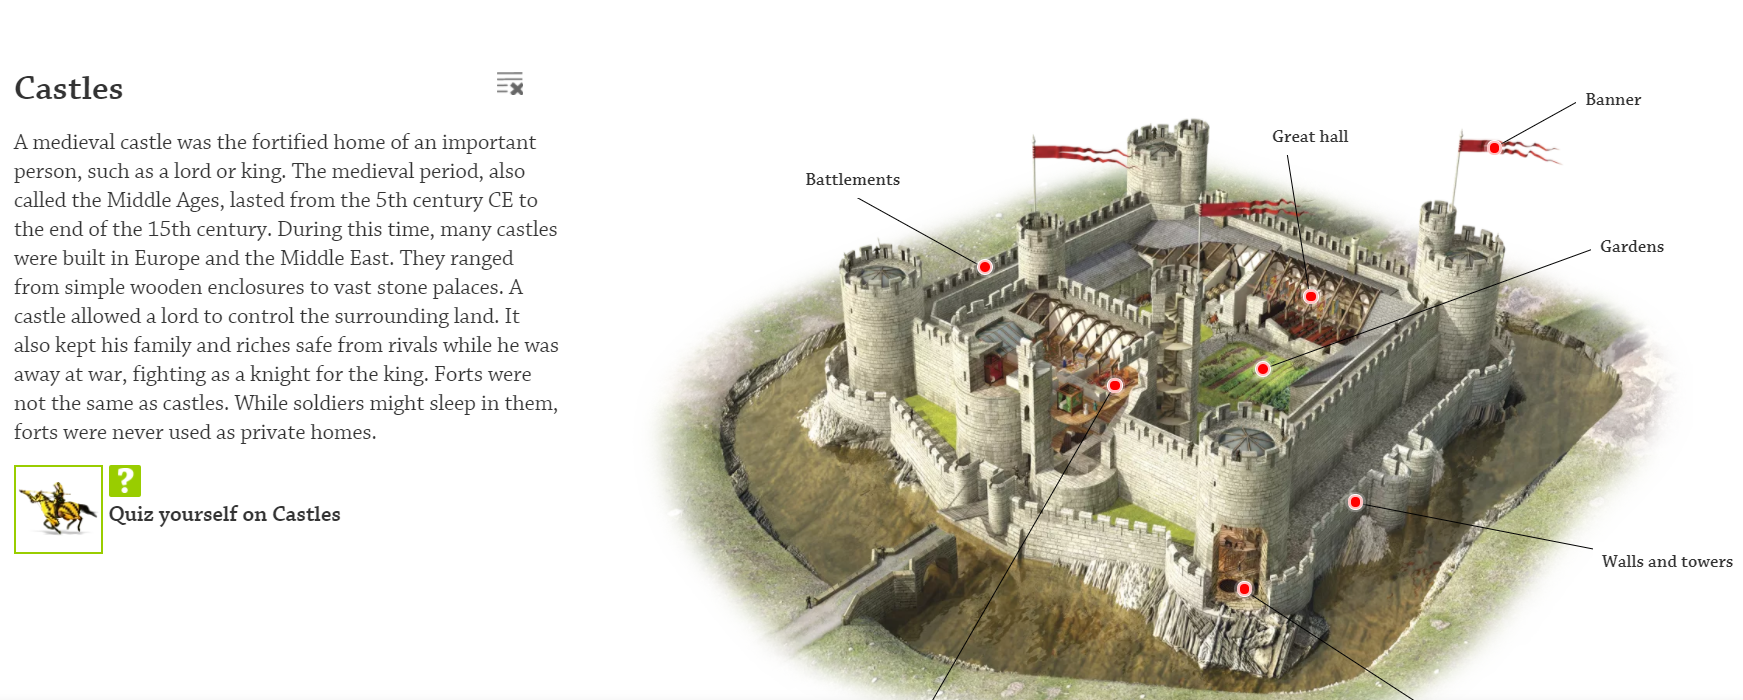 Castles
A medieval castle was the fortified home of an important
person, such as a lord or king. The medieval period, also
called the Middle Ages, lasted from the 5th century CE to
the end of the 15th century. During this time, many castles
were built in Europe and the Middle East. They ranged
from simple wooden enclosures to vast stone palaces. A
castle allowed a lord to control the surrounding land. It
also kept his family and riches safe from rivals while he was
away at war, fighting as a knight for the king. Forts were
not the same as castles. While soldiers might sleep in them,
forts were never used as private homes.
?
Quiz yourself on Castles
Banner
Great hall
Battlements
Gardens
Walls and towers